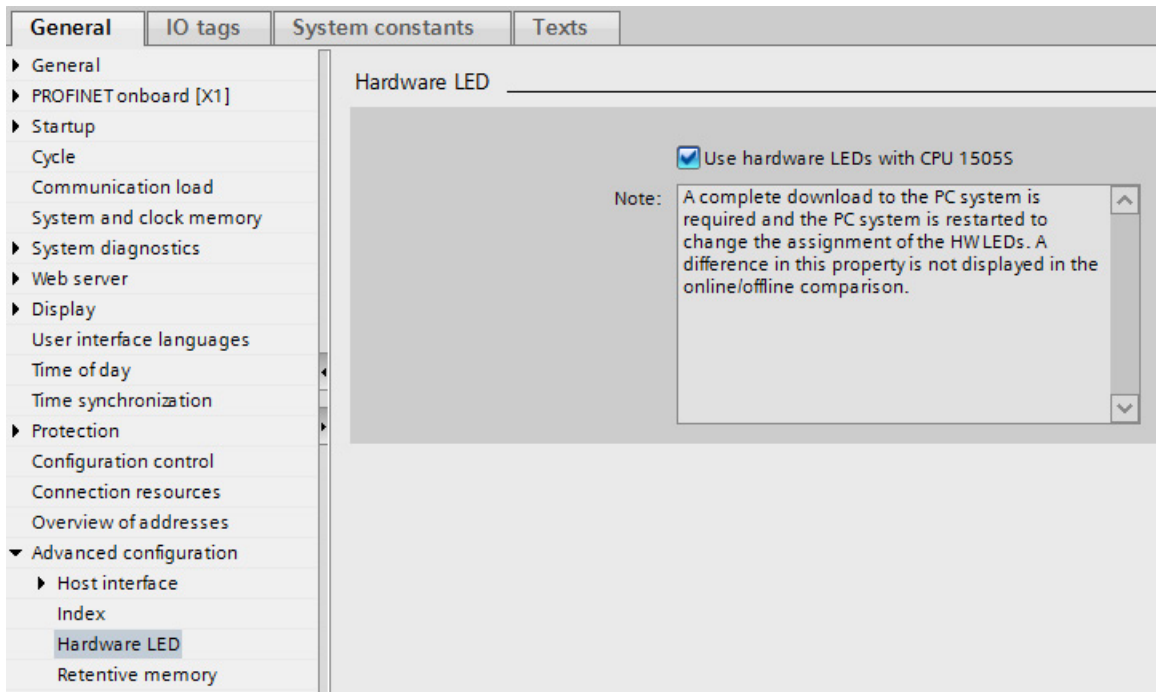 General IO tags System constants Texts
General
PROFINET onboard [X1]
Startup
Cycle
Communication load
System and clock memory
System diagnostics
Web server
Display
User interface languages
Time of day
Time synchronization
Protection
Configuration control
Connection resources
Overview of addresses
Advanced configuration
Host interface
Index
Hardware LED
Retentive memory
Hardware LED
Use hardware LEDs with CPU 1505S
Note: A complete download to the PC system is
required and the PC system is restarted to
change the assignment of the HW LEDs. A
difference in this property is not displayed in the
online/offline comparison.